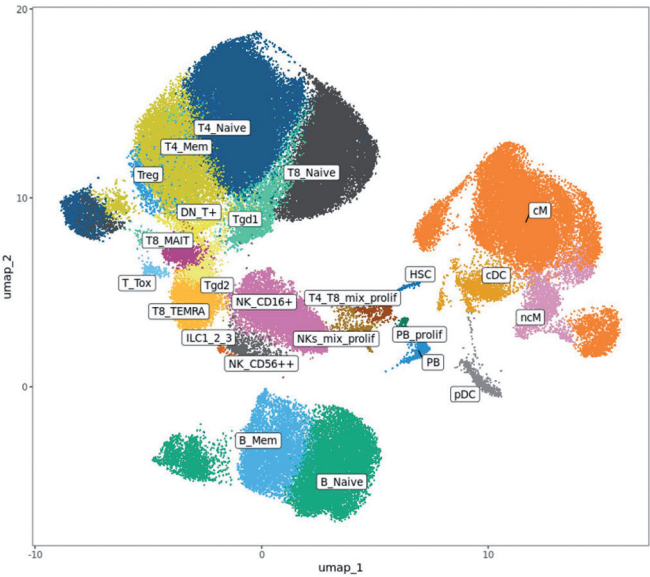 20
T4_Naive
T4_Mem
Treg
T8_Naive
10
DN_T+
Tgd1
cM
T8_MAIT
umap_2
T_Tox
Tgd2
HSC
cDC
NK_CD16+
T4_T8_mix_prolif
T8_TEMRA
ncM
ILC1_2_3
NKs_mix_prolif
PB_prolif
NK_CD56++
PB
0
pDC
B_Mem
B_Naive
-10
0
10
umap_1